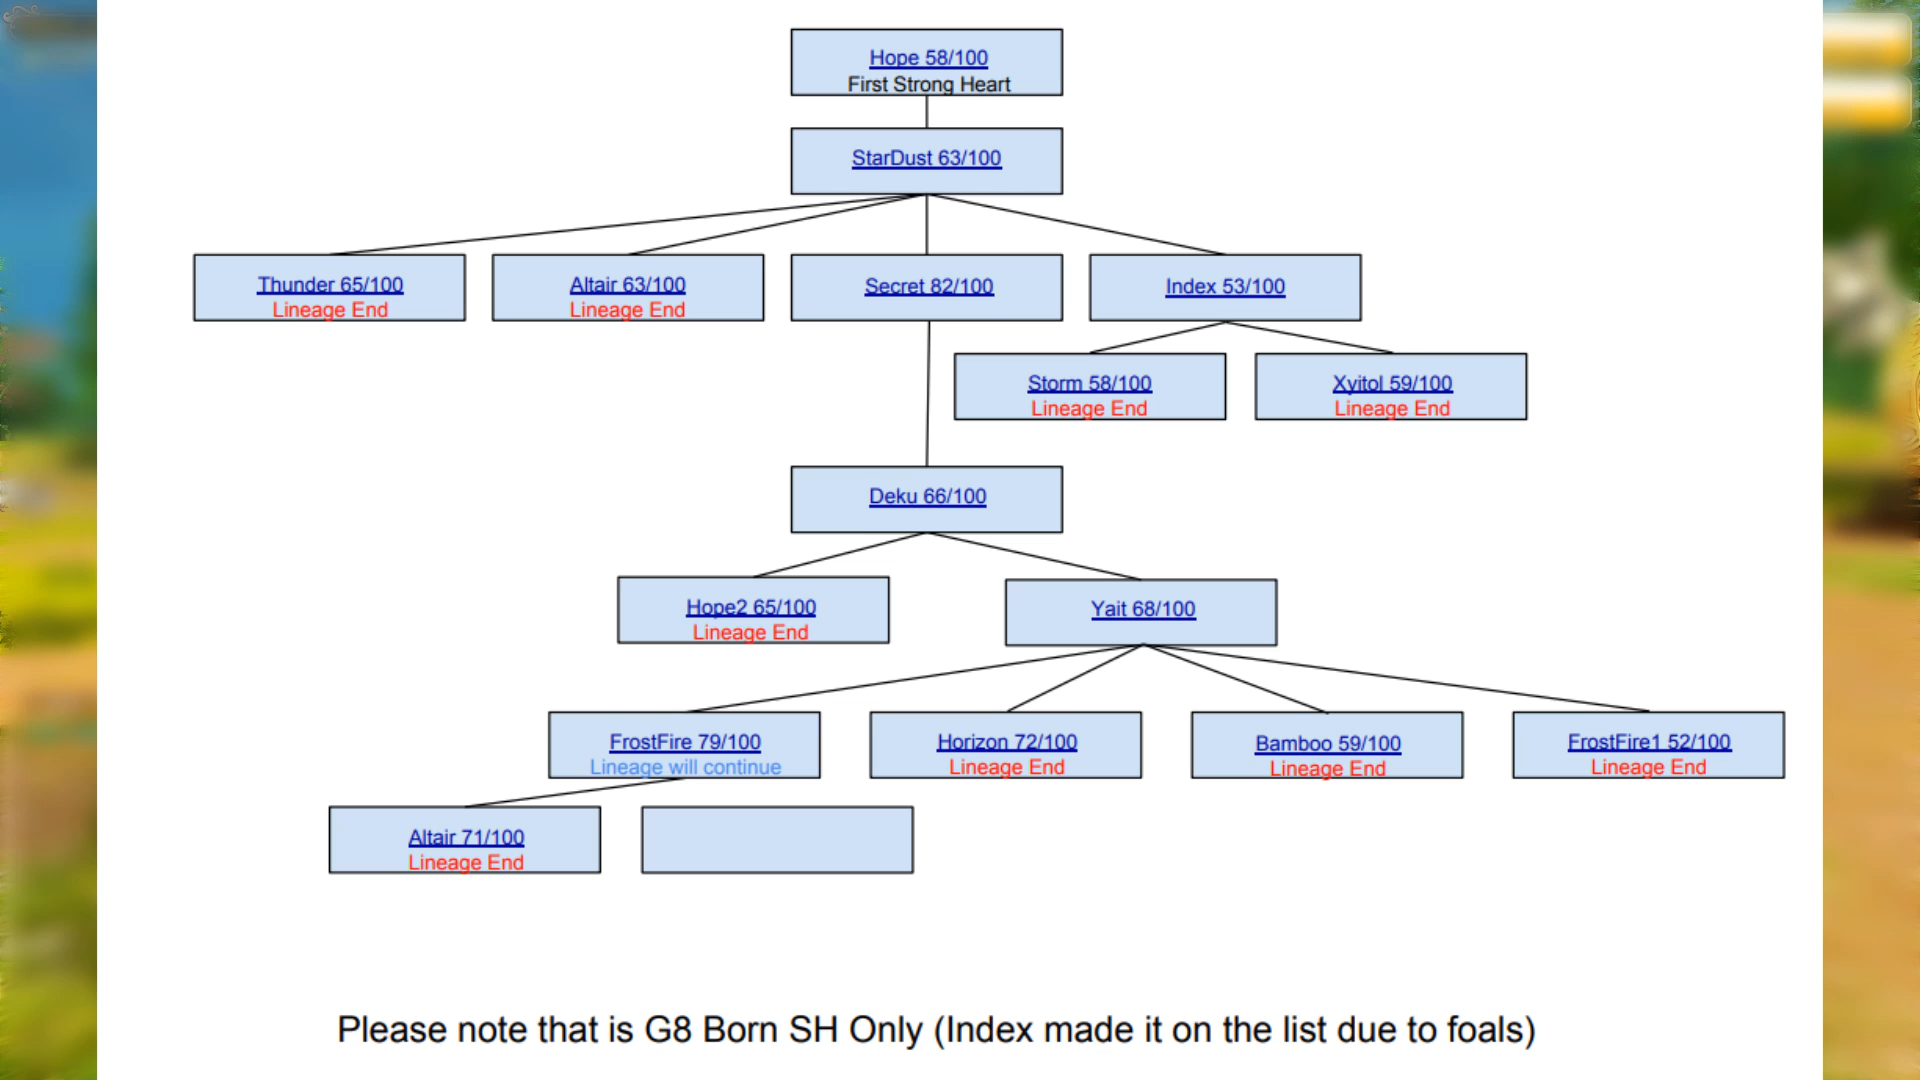 Hope 58/100
First Strong Heart
StarDust 63/100
Thunder 65/100
Lineage End
Altair 63/100
Lineage End
Secret 82/100
Index 53/100
Storm 58/100
Lineage End
Xyitol 59/100
Lineage End
Deku 66/100
Hope2 65/100
Lineage End
Yait 68/100
FrostFire 79/100
Lineage will continue
Horizon 72/100
Lineage End
Bamboo 59/100
Lineage End
FrostFire1 52/100
Lineage End
Altair 71/100
Lineage End
Please note that is G8 Born SH Only (Index made it on the list due to foals)